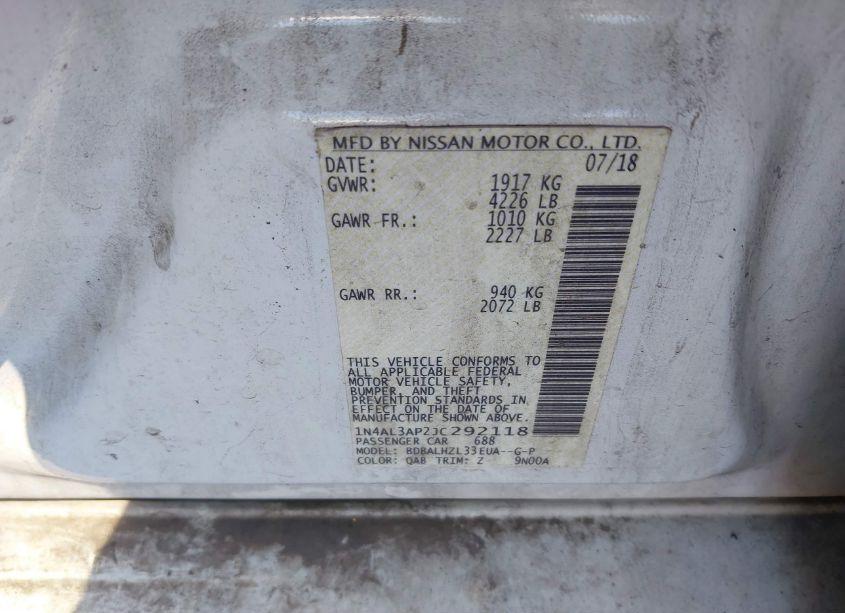 MFD BY NISSAN MOTOR CO., LTD.
DATE: 07/18
GVWR: 1917 KG
4226 LB
GAWR FR.: 1010 KG
2227 LB
GAWR RR.: 940 KG
2072 LB
THIS VEHICLE CONFORMS TO
ALL APPLICABLE FEDERAL
MOTOR VEHICLE SAFETY,
BUMPER, AND THEFT
PREVENTION STANDARDS IN
EFFECT ON THE DATE OF
MANUFACTURE SHOWN ABOVE.
1N4AL3AP2JC292118
PASSENGER CAR 688
MODEL: BDBALHZL33EUA--G-P
COLOR: QAB TRIM: Z 9N00A